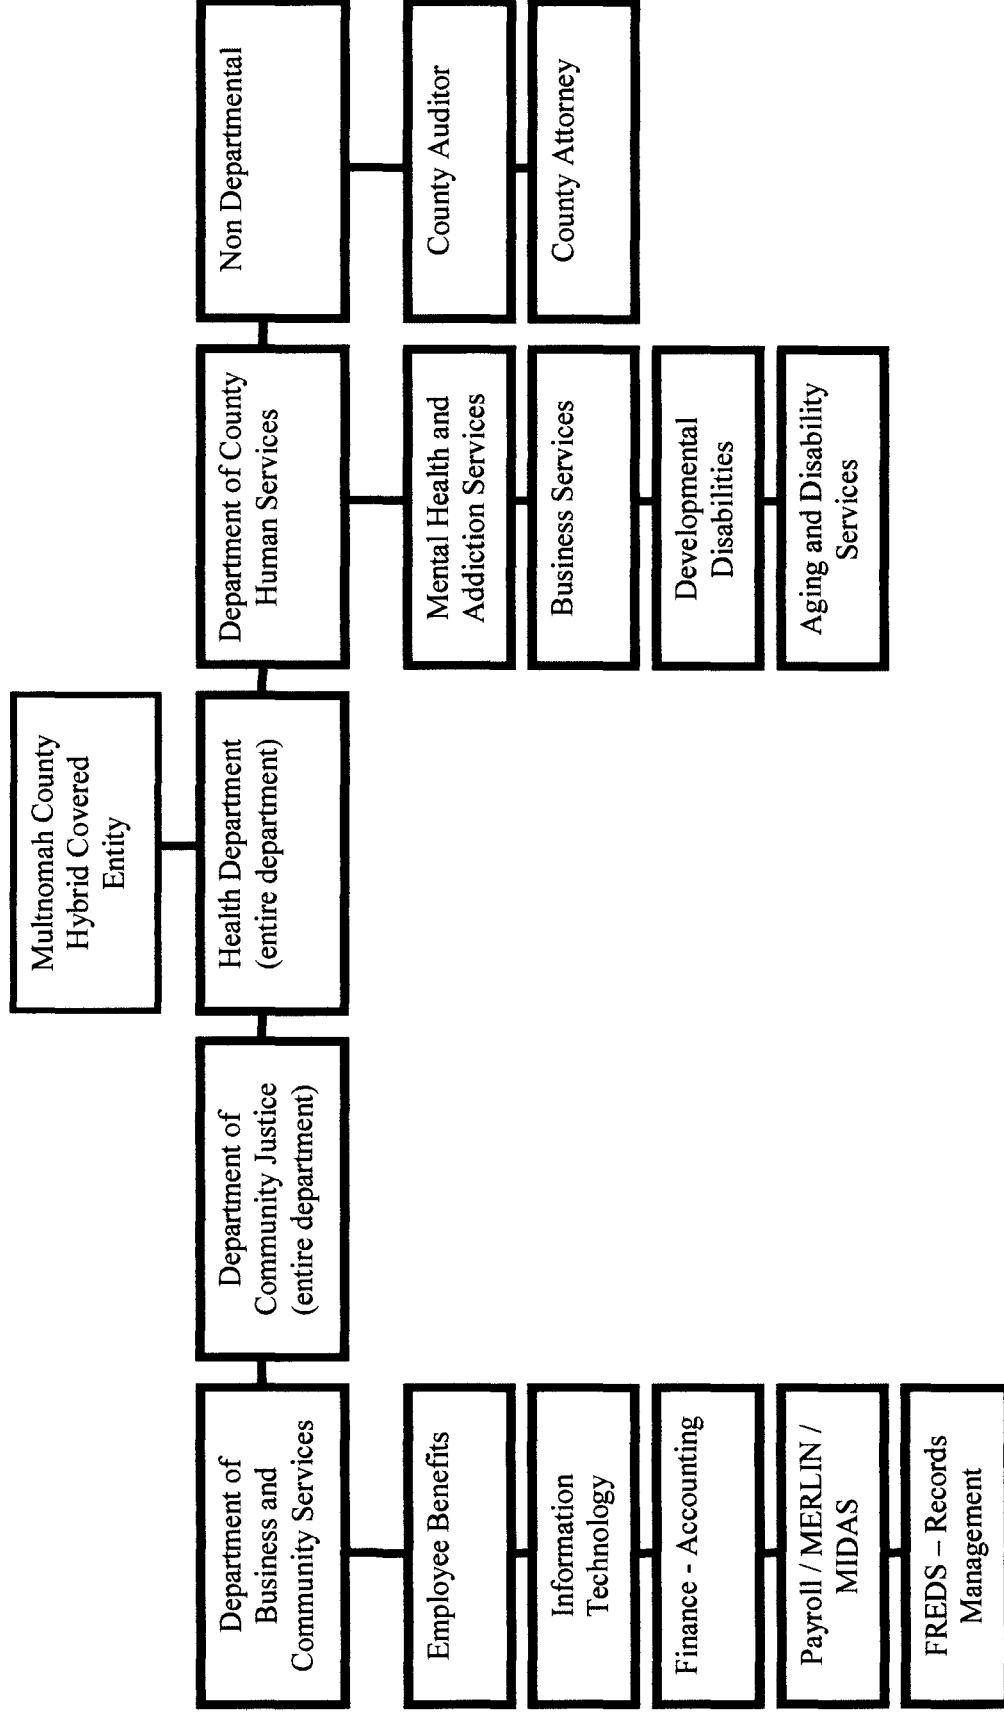 Multnomah County
Hybrid Covered
Entity
Department of
Business and
Community Services
Department of
Community Justice
(entire department)
Health Department
(entire department)
Department of County
Human Services
Non Departmental
Employee Benefits
Information
Technology
Finance - Accounting
Payroll / MERLIN /
MIDAS
FREDS – Records
Management
Mental Health and
Addiction Services
Business Services
Developmental
Disabilities
Aging and Disability
Services
County Auditor
County Attorney